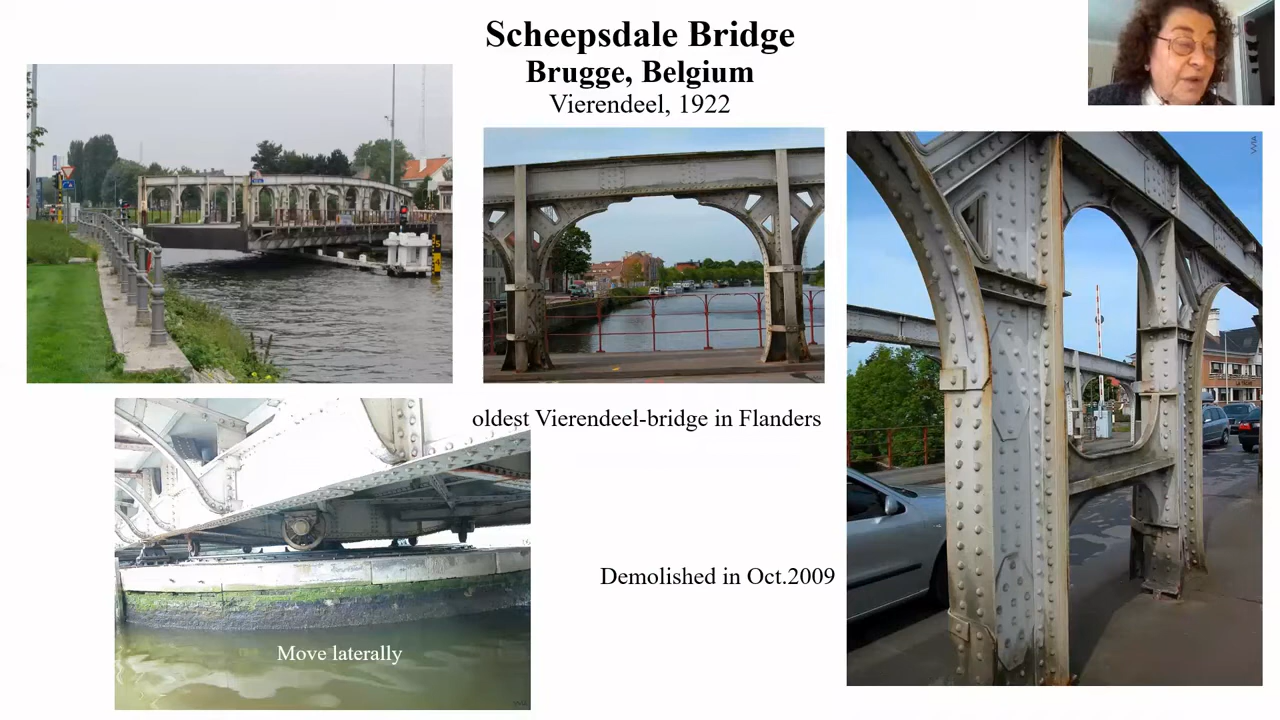 Scheepsdale Bridge
Brugge, Belgium
Vierendeel, 1922
oldest Vierendeel-bridge in Flanders
Demolished in Oct.2009
Move laterally